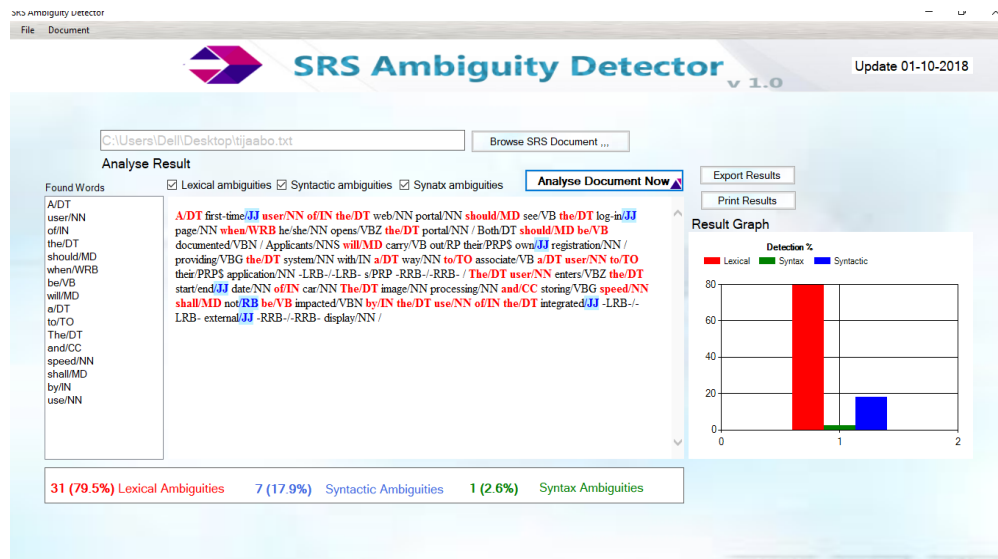 SRS Ambiguity Detector
File Document
SRS Ambiguity Detector
v 1.0
Update 01-10-2018
C:\Users\Dell\Desktop\tijaabo.txt
Browse SRS Document ,,,
Analyse Result
Found Words
Lexical ambiguities Syntactic ambiguities Synatx ambiguities
Analyse Document Now
Export Results
Print Results
A/DT
user/NN
of/IN
the/DT
should/MD
when/WRB
be/VB
will/MD
a/DT
to/TO
The/DT
and/CC
speed/NN
shall/MD
by/IN
use/NN
A/DT first-time/JJ user/NN of/IN the/DT web/NN portal/NN should/MD see/VB the/DT log-in/JJ
page/NN when/WRB he/she/NN opens/VBZ the/DT portal/NN / Both/DT should/MD be/VB
documented/VBN / Applicants/NNS will/MD carry/VB out/RP their/PRP$ own/JJ registration/NN /
providing/VBG the/DT system/NN with/IN a/DT way/NN to/TO associate/VB a/DT user/NN to/TO
their/PRP$ application/NN -LRB-/-LRB- s/PRP -RRB-/-RRB- / The/DT user/NN enters/VBZ the/DT
start/end/JJ date/NN of/IN car/NN The/DT image/NN processing/NN and/CC storing/VBG speed/NN
shall/MD not/RB be/VB impacted/VBN by/IN the/DT use/NN of/IN the/DT integrated/JJ -LRB-/-
LRB- external/JJ -RRB-/-RRB- display/NN /
Result Graph
Detection %
Lexical Syntax Syntactic
80
60
40
20
0
0 1 2
31 (79.5%) Lexical Ambiguities 7 (17.9%) Syntactic Ambiguities 1 (2.6%) Syntax Ambiguities